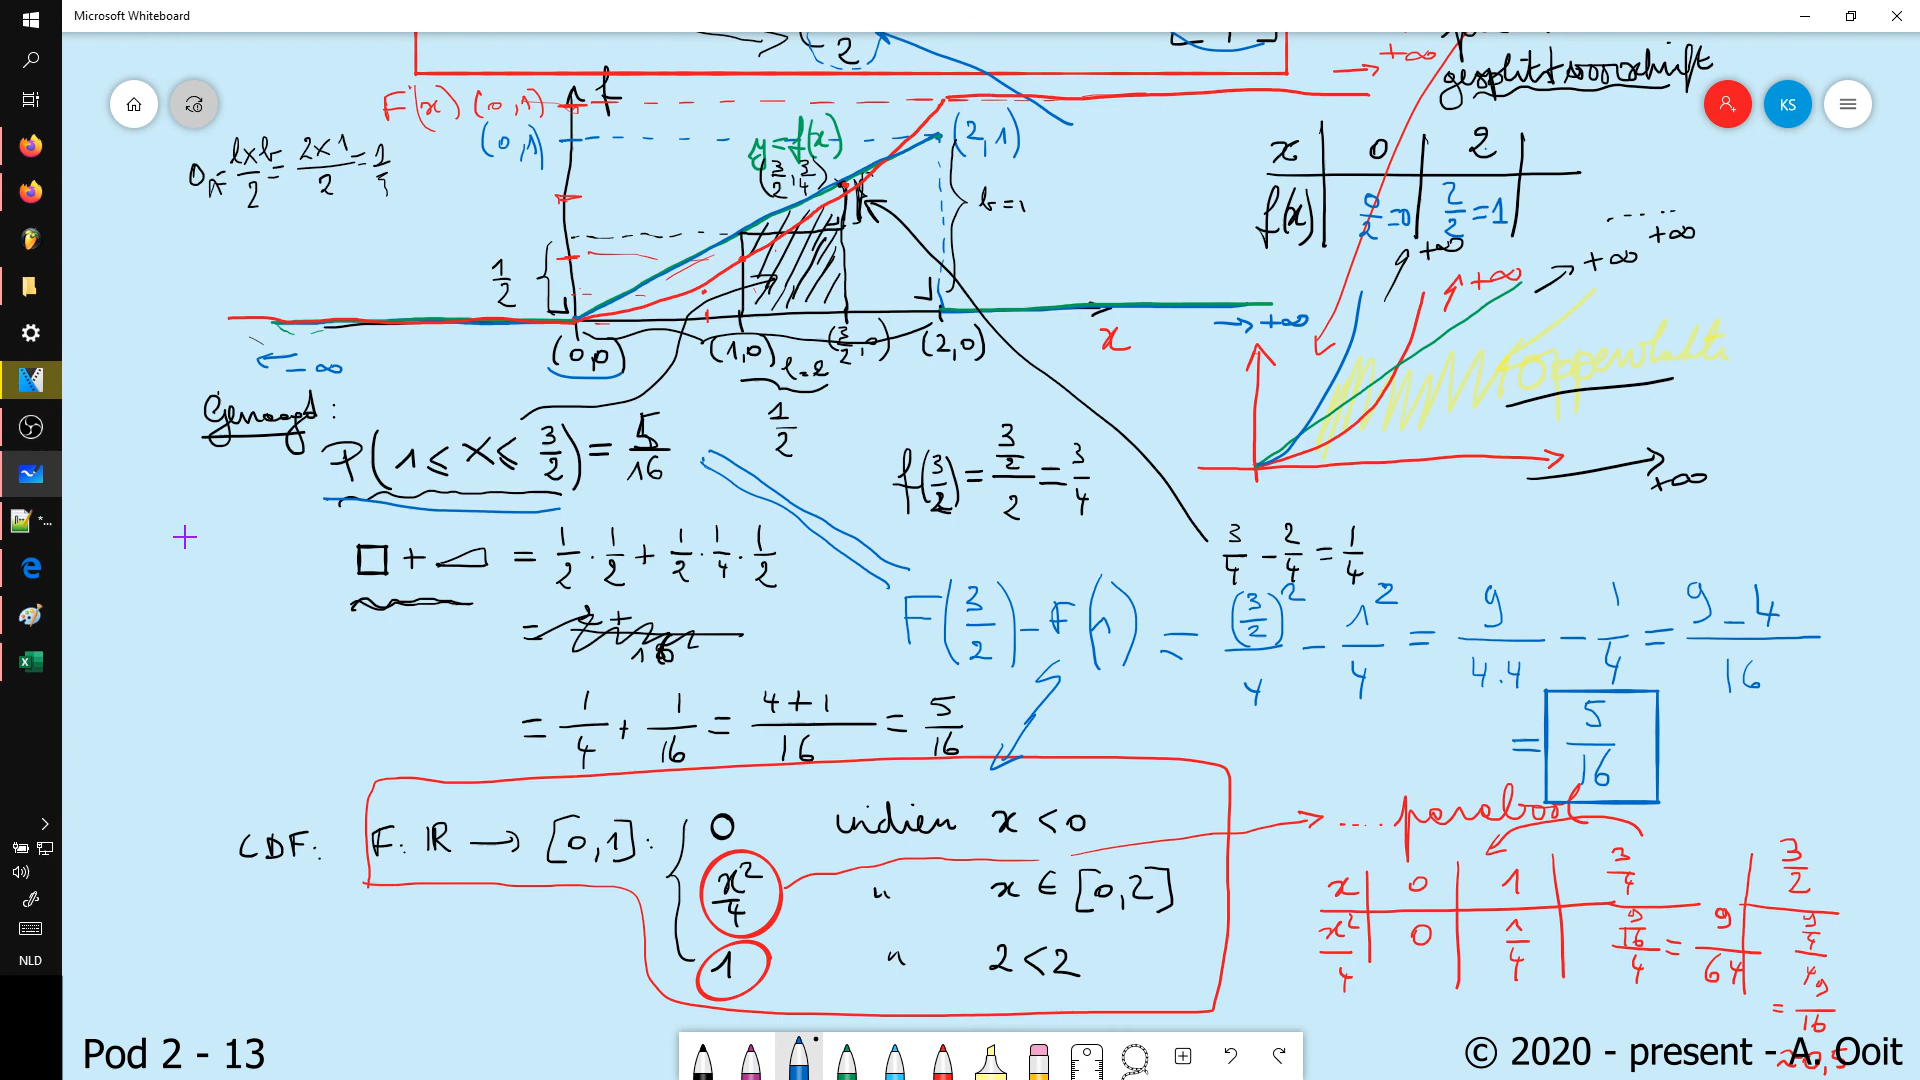 Microsoft Whiteboard
2
→ +∞
gesplitst voorschrift
F(x) (0,1)
f
(0,1)
y=f(x)
(2,1)
(3/2, 3/4)
b=1
l×b/2 = 2×1/2 = 1
KS
x | 0 | 2
f(x) | 0/2=0 | 2/2=1
+∞
+∞
+∞
+∞
1/2
→ +∞
x
(0,0)
(1,0)
(3/2,0)
(2,0)
l=2
← -∞
1/2
oppervlakte
+∞
Gevraagd:
P(1 ≤ X ≤ 3/2) = 5/16
f(3/2) = 3/2/2 = 3/4
3/4 - 2/4 = 1/4
□ + = 1/2 · 1/2 + 1/2 · 1/4 · 1/2
F(3/2) - F(1) = (3/2)²/4 - 1²/4 = 9/4.4 - 1/4 = 9-4/16
= 5/16
= 1/4 + 1/16 = 4+1/16 = 5/16
CDF: F: ℝ → [0,1]:
0 indien x < 0
x²/4 " x ∈ [0,2]
1 " 2 < 2
.... parabool
x | 0 | 1 | 3/4 | 3/2
x²/4 | 0 | 1/4 | 9/16/4 = 9/64 | 9/4/4
= 9/16
≈0,5
NLD
Pod 2 - 13
© 2020 - present - A. Ooit